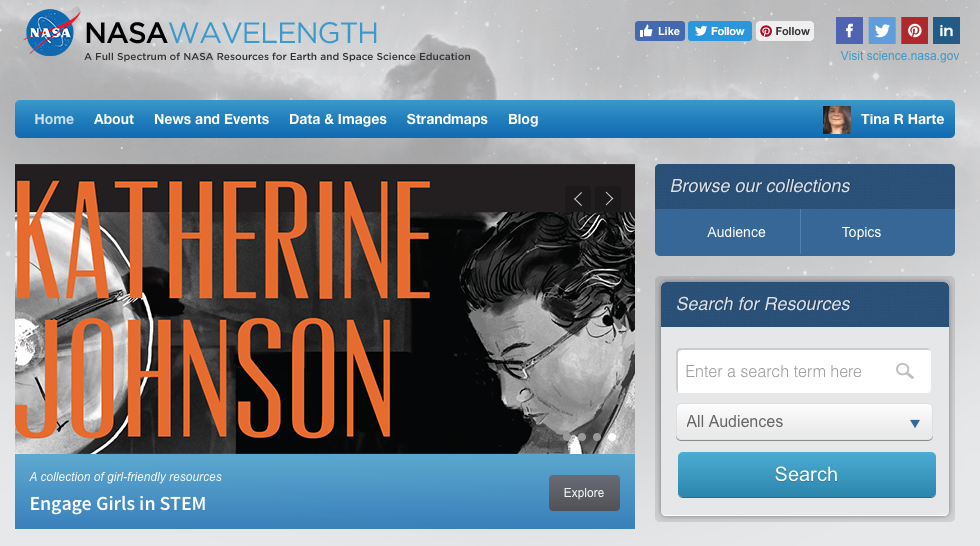 NASA
NASAWAVELENGTH
A Full Spectrum of NASA Resources for Earth and Space Science Education
Like
Follow
Follow
f
in
Visit science.nasa.gov
Home About News and Events Data & Images Strandmaps Blog
Tina R Harte
KATHERINE
JOHNSON
A collection of girl-friendly resources
Engage Girls in STEM
Explore
Browse our collections
Audience Topics
Search for Resources
Enter a search term here
All Audiences
Search